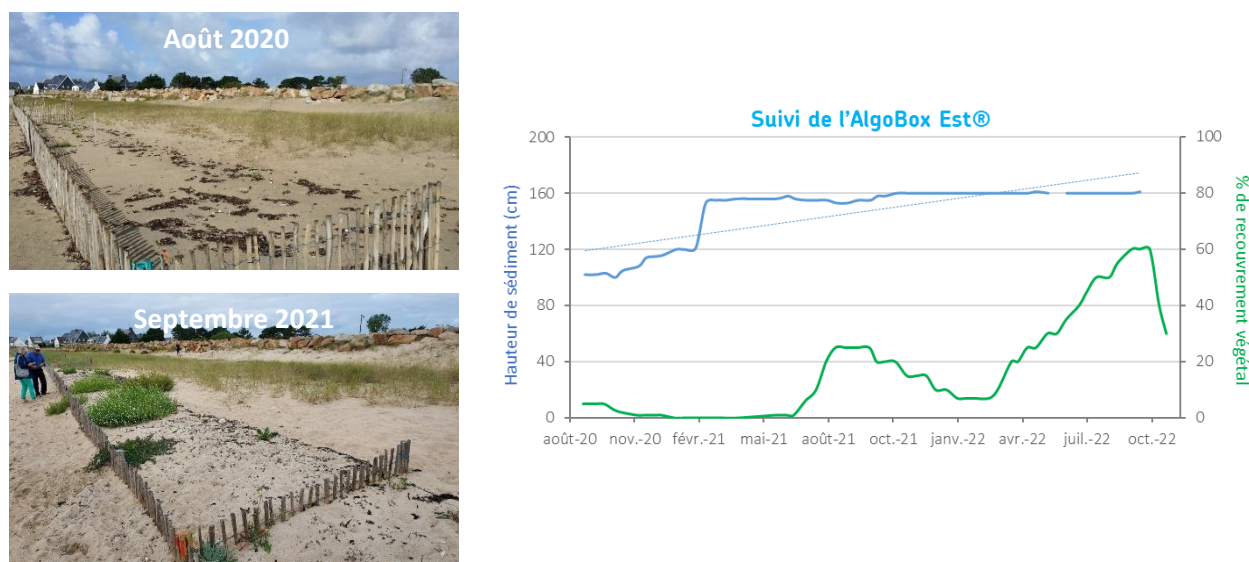 Août 2020
Septembre 2021
Suivi de l'AlgoBox Est®
Hauteur de sédiment (cm)
200
160
120
80
40
0
100
80
60
40
20
0
% de recouvrement végétal
août-20 nov.-20 févr.-21 mai-21 août-21 oct.-21 janv.-22 avr.-22 juil.-22 oct.-22